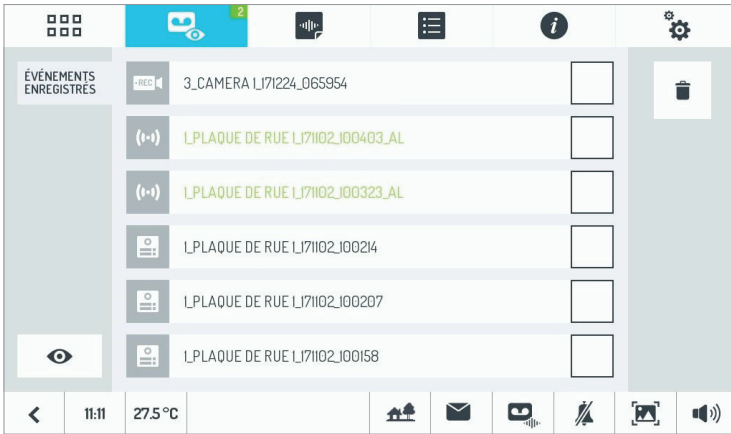 2
i
ÉVÉNEMENTS
ENREGISTRÉS
•REC
3_CAMERA 1_171224_065954
1_PLAQUE DE RUE 1_171102_100403_AL
1_PLAQUE DE RUE 1_171102_100323_AL
1_PLAQUE DE RUE 1_171102_100214
1_PLAQUE DE RUE 1_171102_100207
1_PLAQUE DE RUE 1_171102_100158
11:11
27.5 °C